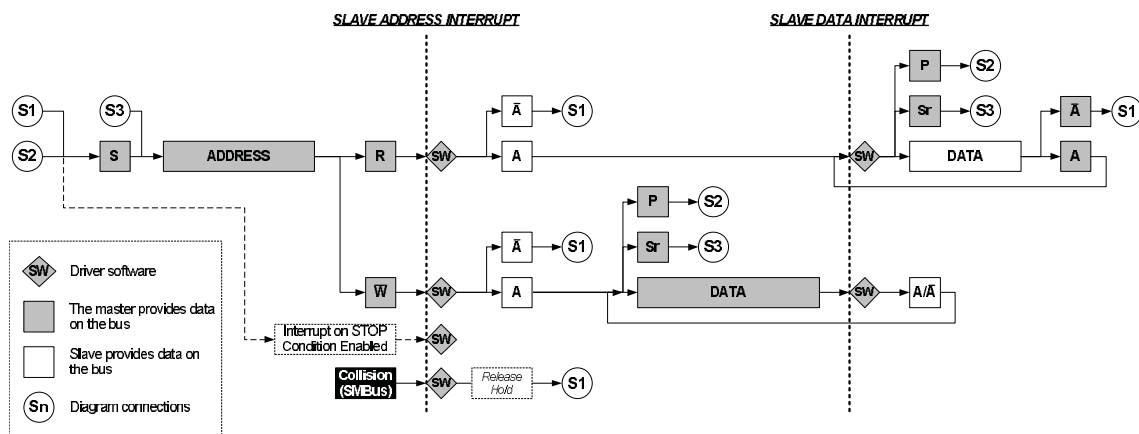 SLAVE ADDRESS INTERRUPT
SLAVE DATA INTERRUPT
P
S2
S1
S3
A̅
S1
Sr
S3
A̅
S1
S2
S
ADDRESS
R
SW
A
SW
DATA
A
P
S2
A̅
S1
Sr
S3
W̅
SW
A
DATA
SW
A/A̅
Interrupt on STOP
Condition Enabled
SW
Collision
(SMBus)
SW
Release
Hold
S1
SW
Driver software
The master provides data
on the bus
Slave provides data on
the bus
Sn
Diagram connections